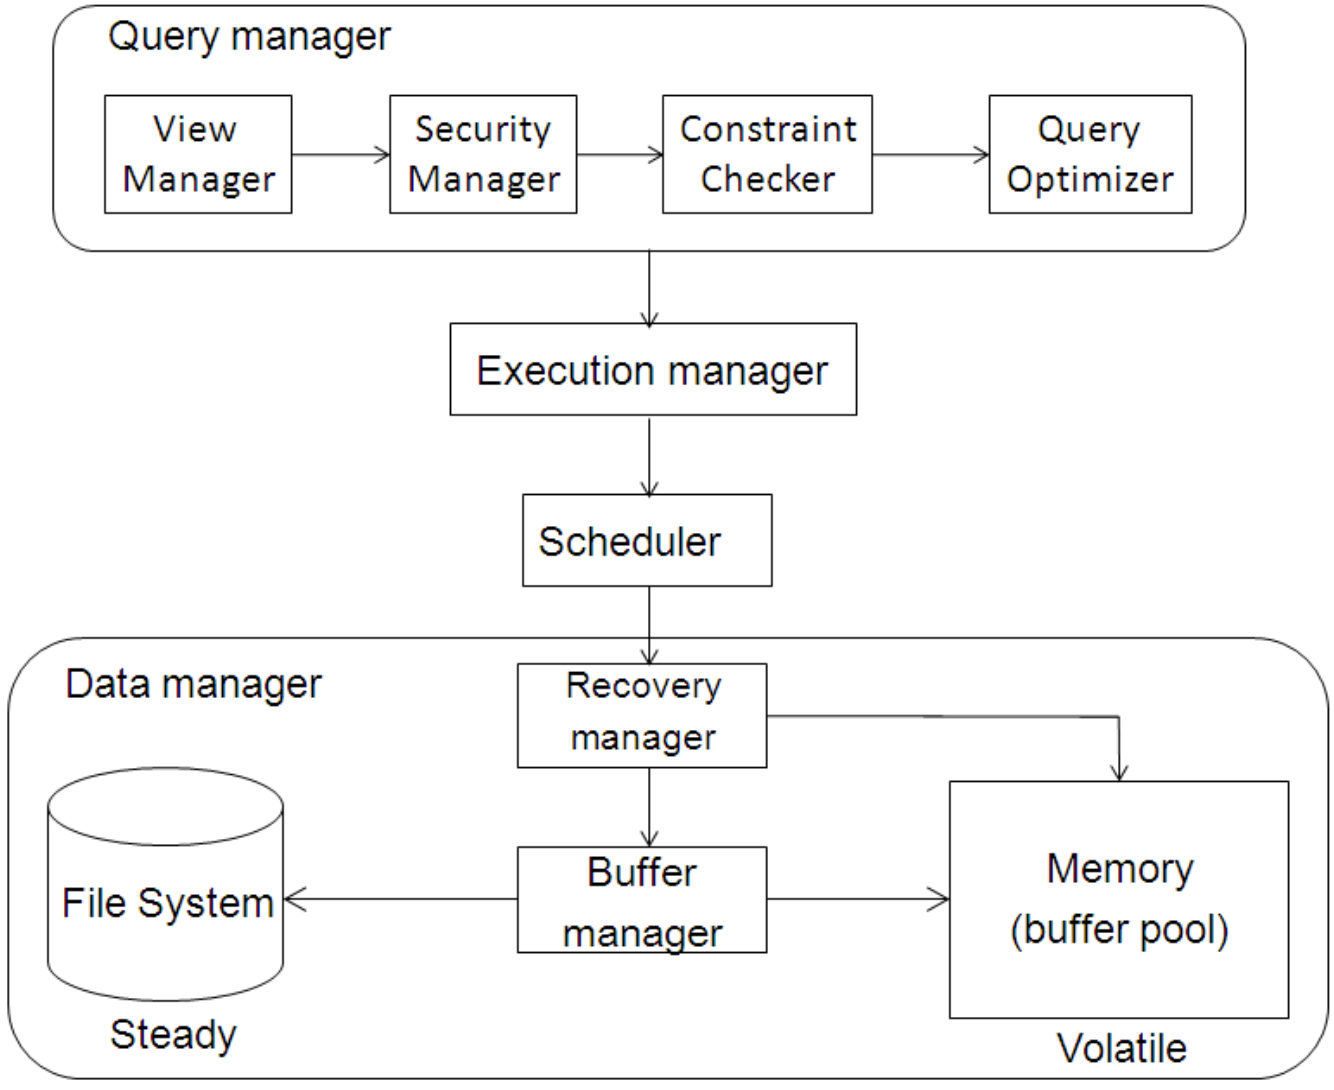 Query manager
View
Manager
Security
Manager
Constraint
Checker
Query
Optimizer
Execution manager
Scheduler
Data manager
Recovery
manager
File System
Steady
Buffer
manager
Memory
(buffer pool)
Volatile